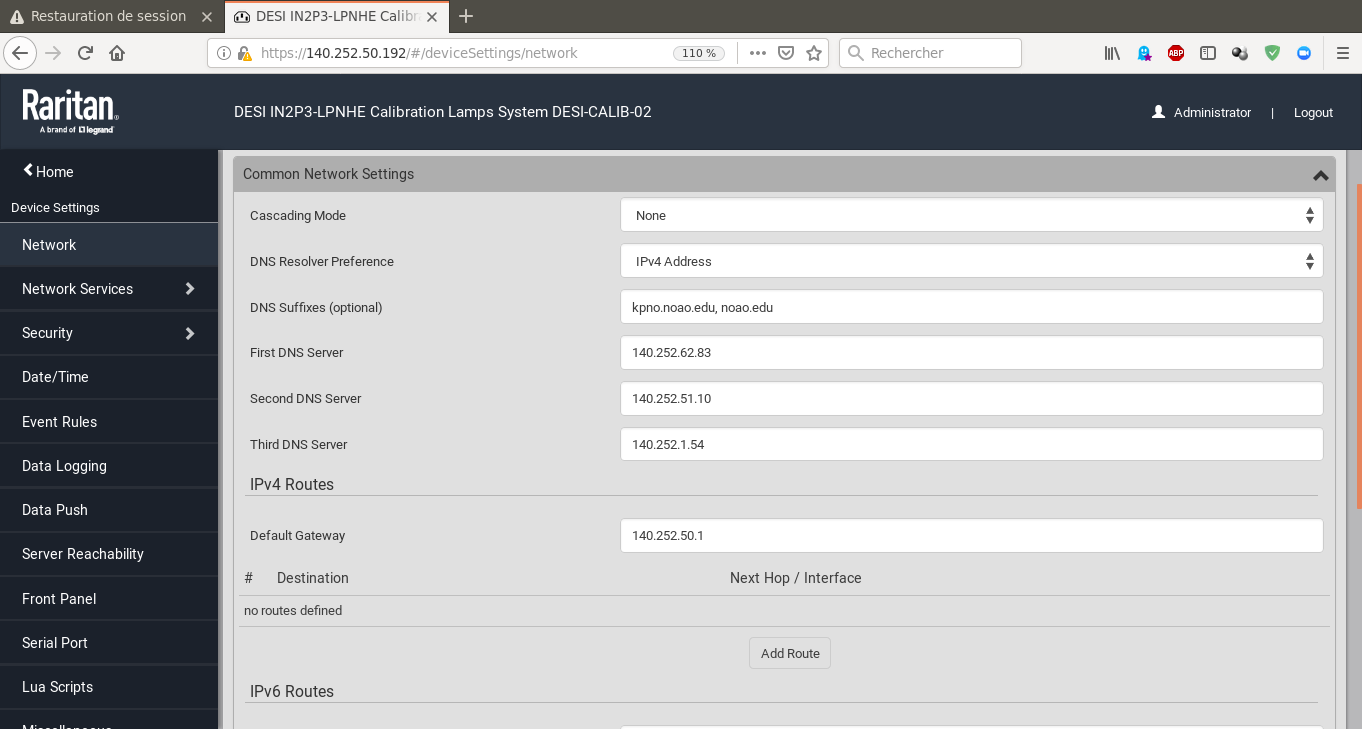 Restauration de session
DESI IN2P3-LPNHE Calibr
https://140.252.50.192/#/deviceSettings/network
110 %
Rechercher
ABP
Raritan.
A brand of legrand
DESI IN2P3-LPNHE Calibration Lamps System DESI-CALIB-02
Administrator | Logout
Home
Device Settings
Network
Network Services
Security
Date/Time
Event Rules
Data Logging
Data Push
Server Reachability
Front Panel
Serial Port
Lua Scripts
Miscellaneous
Common Network Settings
Cascading Mode None
DNS Resolver Preference IPv4 Address
DNS Suffixes (optional) kpno.noao.edu, noao.edu
First DNS Server 140.252.62.83
Second DNS Server 140.252.51.10
Third DNS Server 140.252.1.54
IPv4 Routes
Default Gateway 140.252.50.1
# Destination Next Hop / Interface
no routes defined
Add Route
IPv6 Routes